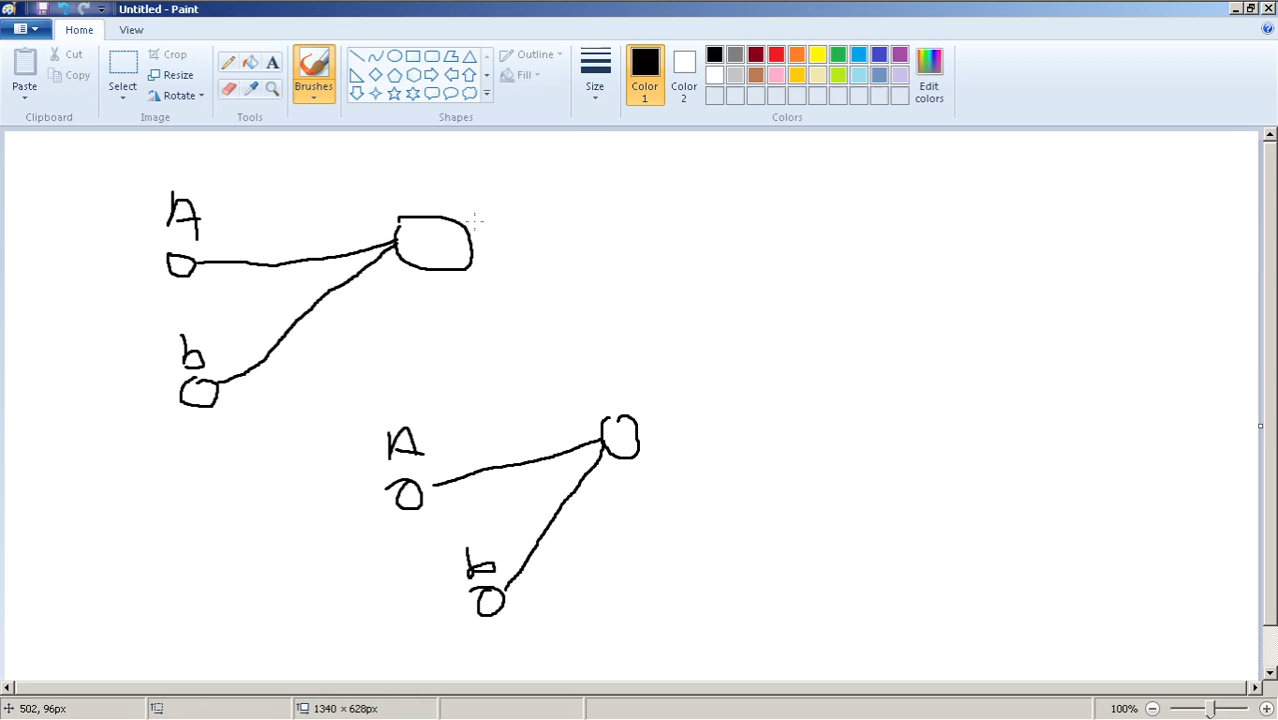 Untitled - Paint
Home
View
Paste
Cut
Copy
Clipboard
Select
Crop
Resize
Rotate
Image
A
Tools
Brushes
Shapes
Outline
Fill
Size
Color 1
Color 2
Edit colors
Colors
A
b
A
b
502, 96px
1340 × 628px
100%